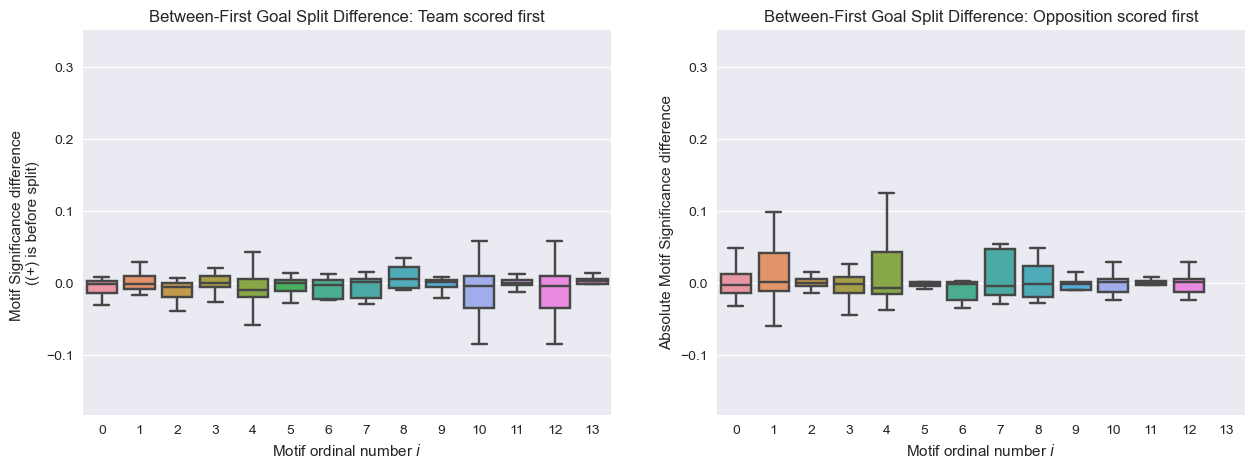 Between-First Goal Split Difference: Team scored first
Motif Significance difference
((+) is before split)
0.3
0.2
0.1
0.0
−0.1
0 1 2 3 4 5 6 7 8 9 10 11 12 13
Motif ordinal number i
Between-First Goal Split Difference: Opposition scored first
Absolute Motif Significance difference
0.3
0.2
0.1
0.0
−0.1
0 1 2 3 4 5 6 7 8 9 10 11 12 13
Motif ordinal number i